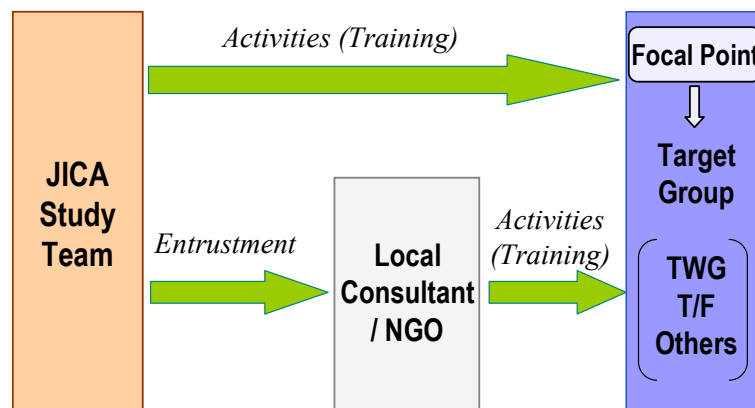 Activities (Training)
Focal Point
JICA
Study
Team
Target
Group
Entrustment
Local
Consultant
/ NGO
Activities
(Training)
TWG
T/F
Others